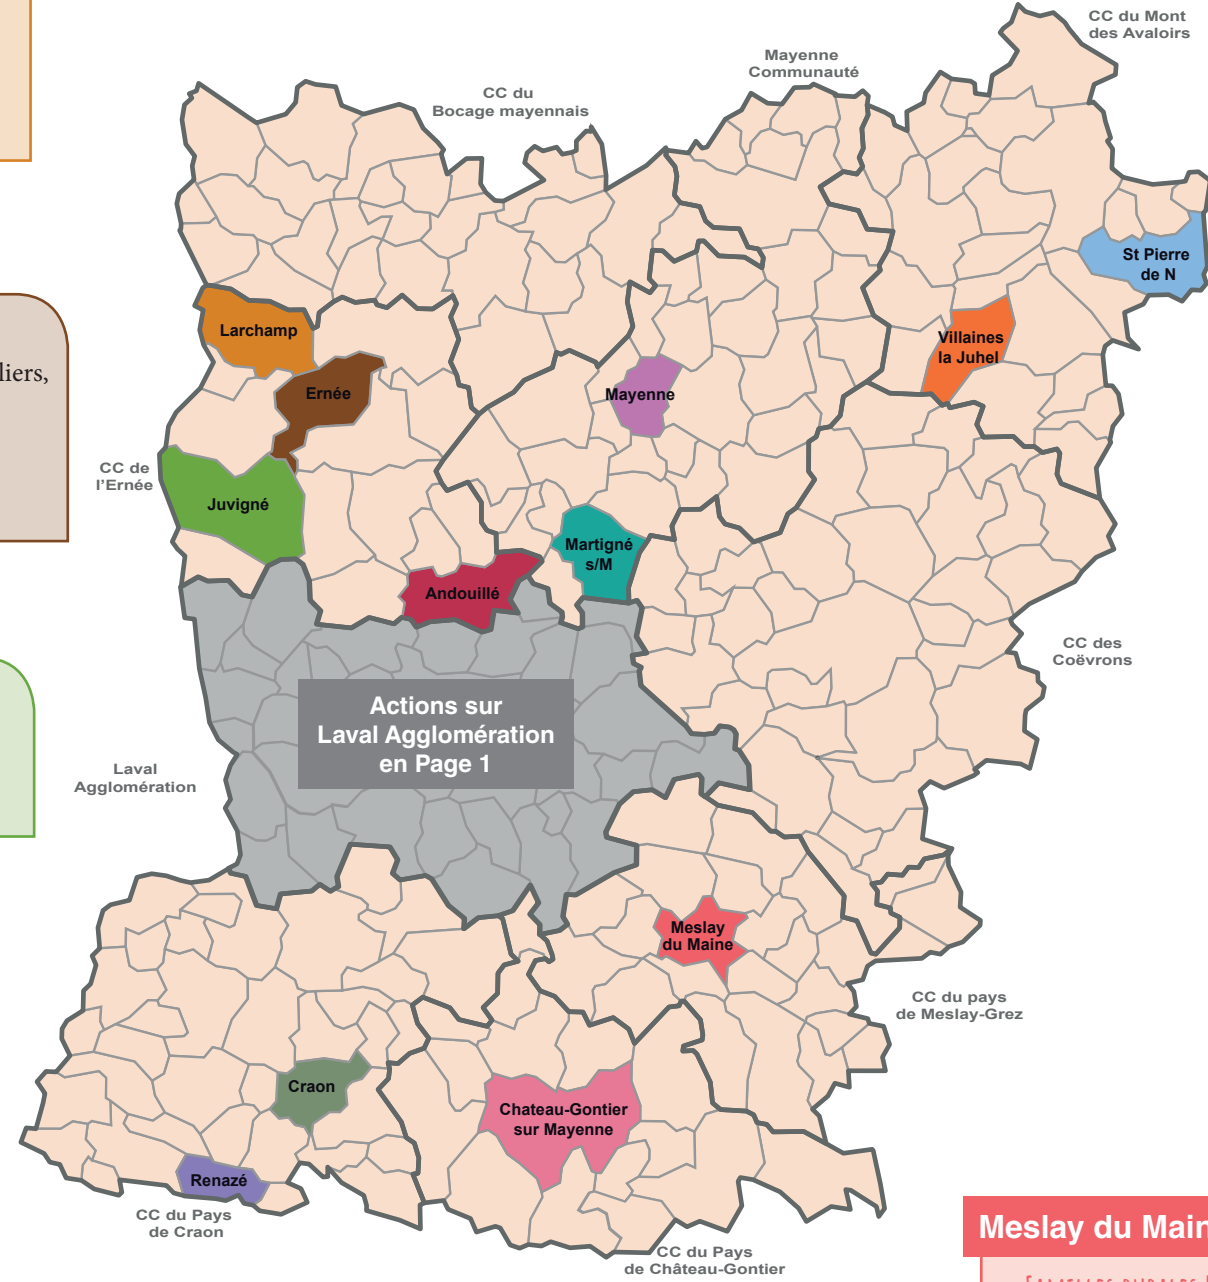 CC du Mont
des Avaloirs
Mayenne
Communauté
CC du
Bocage mayennais
St Pierre
de N
Larchamp
Villaines
la Juhel
liers,
Ernée
Mayenne
CC de
l'Ernée
Juvigné
Martigné
s/M
Andouillé
CC des
Coëvrons
Actions sur
Laval Agglomération
en Page 1
Laval
Agglomération
Meslay
du Maine
CC du pays
de Meslay-Grez
Craon
Chateau-Gontier
sur Mayenne
Renazé
CC du Pays
de Craon
CC du Pays
de Château-Gontier
Meslay du Main
FAMILLES RURALES